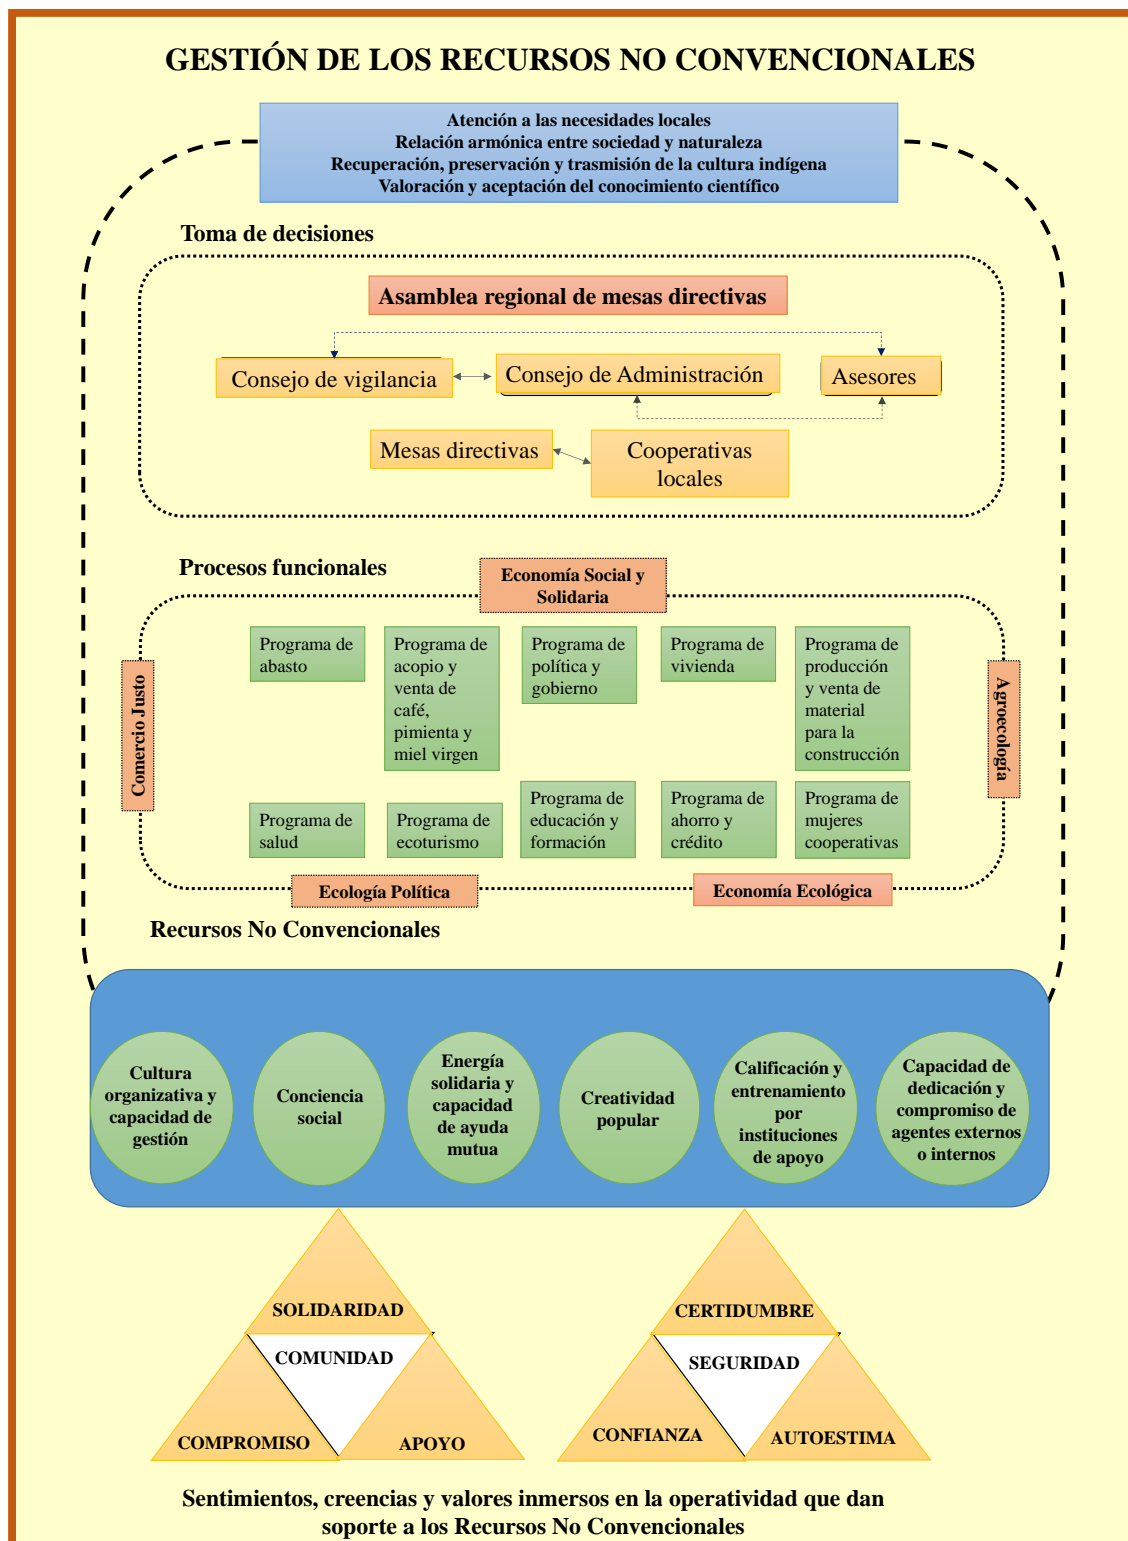 GESTIÓN DE LOS RECURSOS NO CONVENCIONALES
Atención a las necesidades locales
Relación armónica entre sociedad y naturaleza
Recuperación, preservación y trasmisión de la cultura indígena
Valoración y aceptación del conocimiento científico
Toma de decisiones
Asamblea regional de mesas directivas
Consejo de vigilancia
Consejo de Administración
Asesores
Mesas directivas
Cooperativas
locales
Procesos funcionales
Economía Social y
Solidaria
Comercio Justo
Programa de
abasto
Programa de
acopio y
venta de
café,
pimienta y
miel virgen
Programa de
política y
gobierno
Programa de
vivienda
Programa de
producción
y venta de
material
para la
construcción
Agroecología
Programa de
salud
Programa de
ecoturismo
Programa de
educación y
formación
Programa de
ahorro y
crédito
Programa de
mujeres
cooperativas
Ecología Política
Economía Ecológica
Recursos No Convencionales
Cultura
organizativa y
capacidad de
gestión
Conciencia
social
Energía
solidaria y
capacidad
de ayuda
mutua
Creatividad
popular
Calificación y
entrenamiento
por
instituciones
de apoyo
Capacidad de
dedicación y
compromiso de
agentes externos
o internos
SOLIDARIDAD
COMUNIDAD
COMPROMISO
APOYO
CERTIDUMBRE
SEGURIDAD
CONFIANZA
AUTOESTIMA
Sentimientos, creencias y valores inmersos en la operatividad que dan
soporte a los Recursos No Convencionales